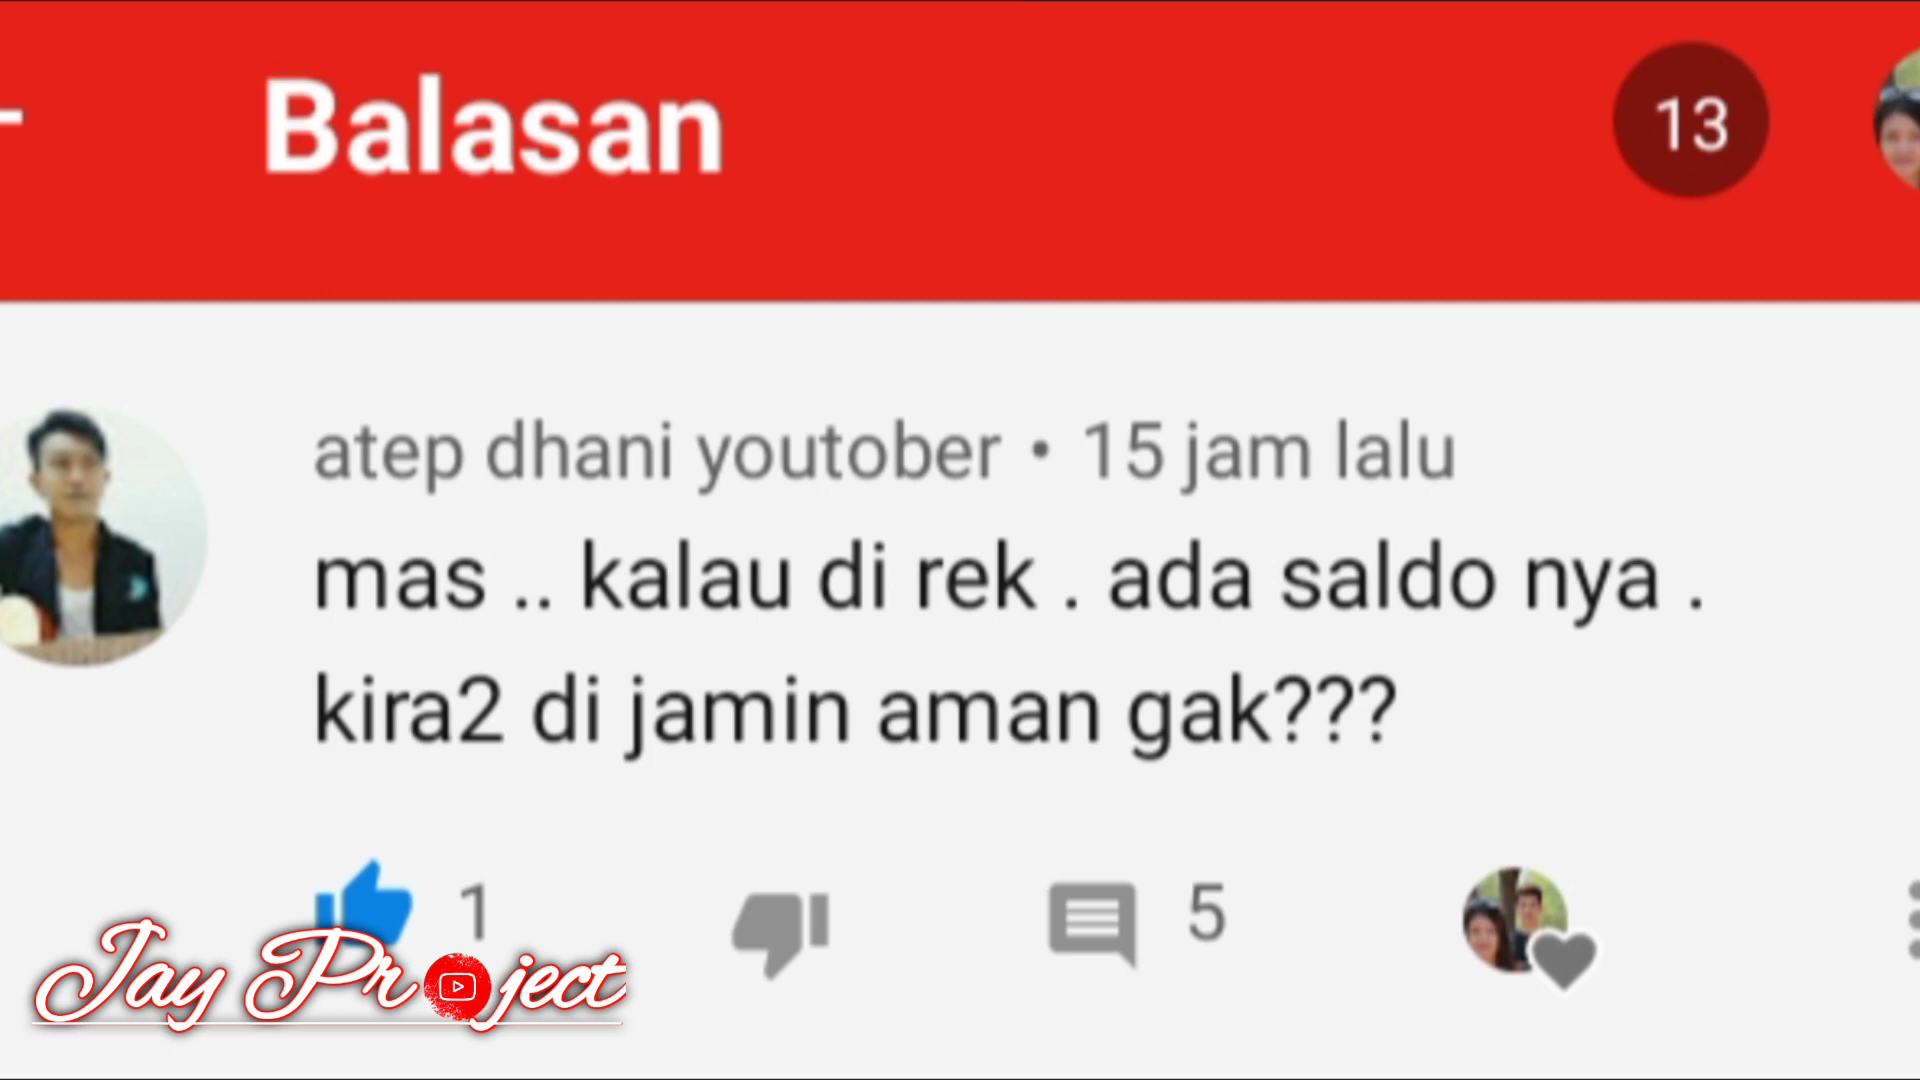 Balasan
13
atep dhani youtober • 15 jam lalu
mas .. kalau di rek . ada saldo nya .
kira2 di jamin aman gak???
1
5
Jay Project